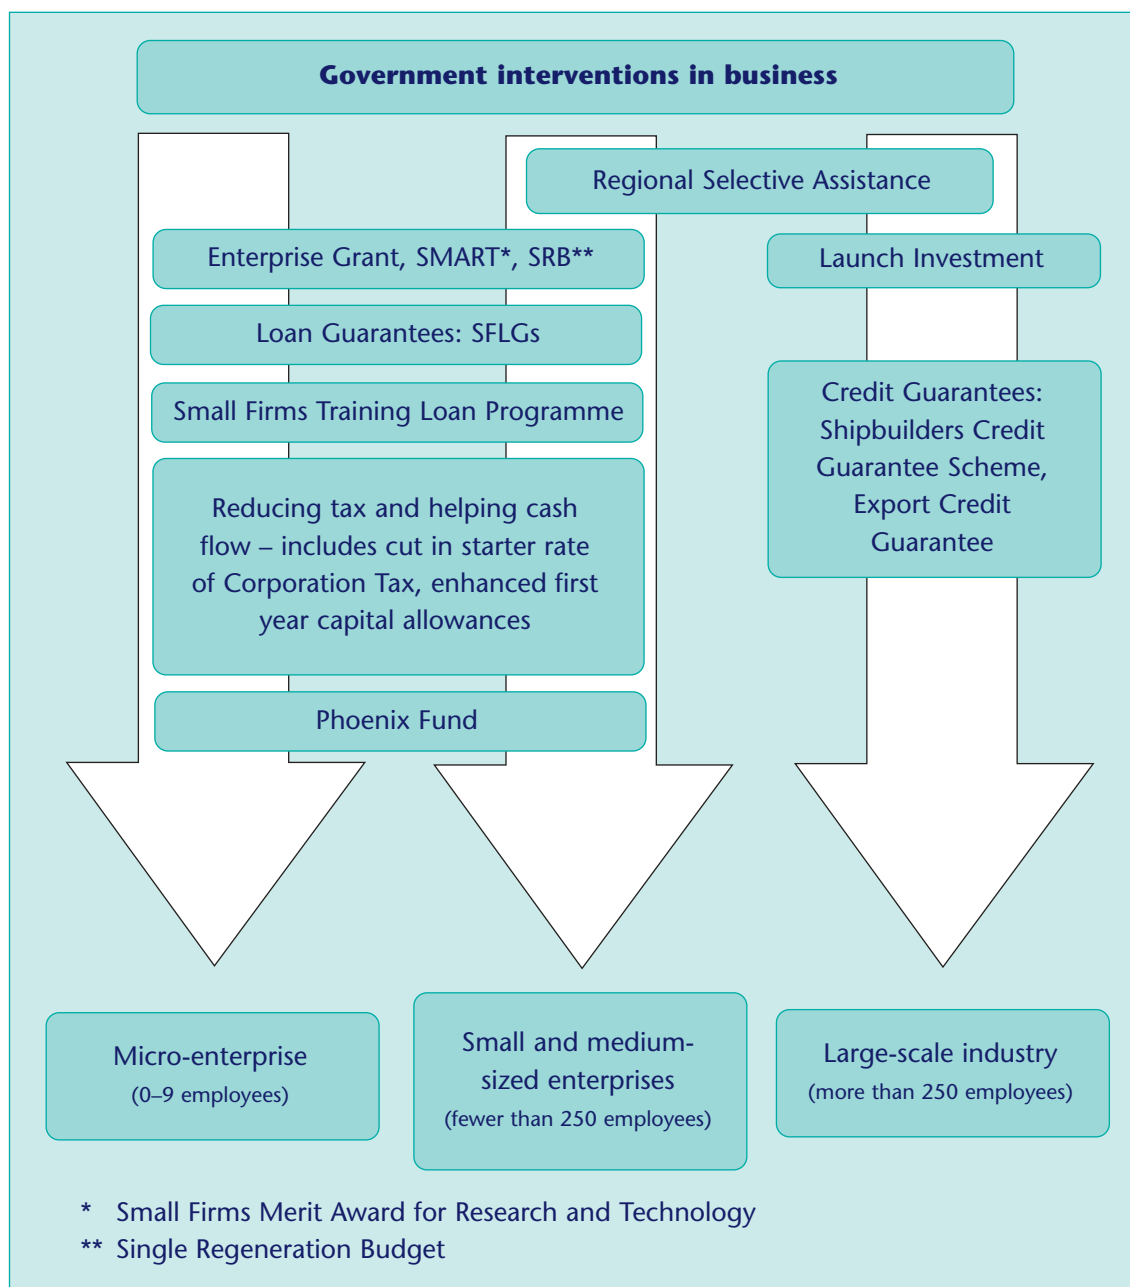 Government interventions in business
Regional Selective Assistance
Enterprise Grant, SMART*, SRB**
Launch Investment
Loan Guarantees: SFLGs
Small Firms Training Loan Programme
Credit Guarantees:
Shipbuilders Credit
Guarantee Scheme,
Export Credit
Guarantee
Reducing tax and helping cash
flow – includes cut in starter rate
of Corporation Tax, enhanced first
year capital allowances
Phoenix Fund
Micro-enterprise
(0–9 employees)
Small and medium-
sized enterprises
(fewer than 250 employees)
Large-scale industry
(more than 250 employees)
* Small Firms Merit Award for Research and Technology
** Single Regeneration Budget